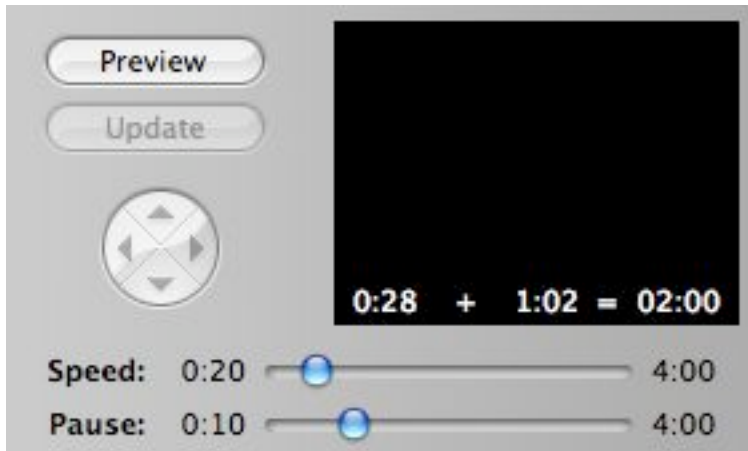 Preview
Update
0:28 + 1:02 = 02:00
Speed: 0:20 4:00
Pause: 0:10 4:00